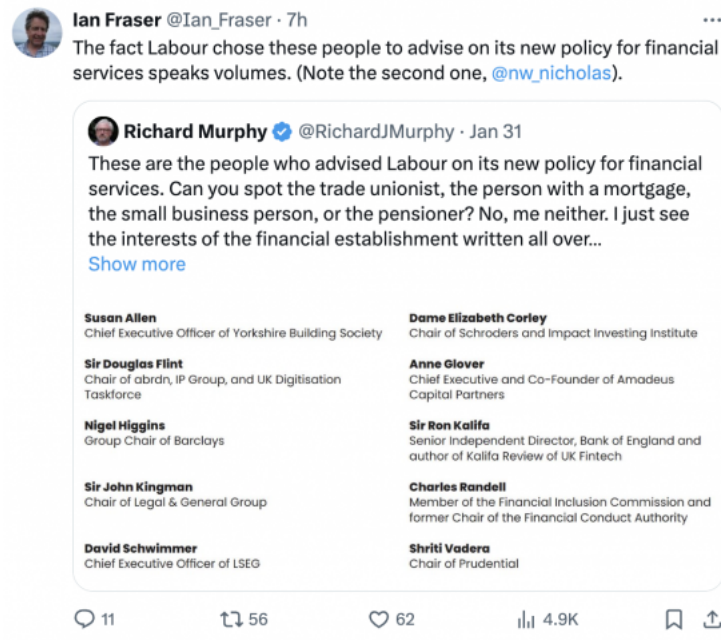 Ian Fraser @Ian_Fraser · 7h
The fact Labour chose these people to advise on its new policy for financial
services speaks volumes. (Note the second one, @nw_nicholas).
Richard Murphy @RichardJMurphy · Jan 31
These are the people who advised Labour on its new policy for financial
services. Can you spot the trade unionist, the person with a mortgage,
the small business person, or the pensioner? No, me neither. I just see
the interests of the financial establishment written all over...
Show more
Susan Allen
Chief Executive Officer of Yorkshire Building Society
Sir Douglas Flint
Chair of abrdn, IP Group, and UK Digitisation
Taskforce
Nigel Higgins
Group Chair of Barclays
Sir John Kingman
Chair of Legal & General Group
David Schwimmer
Chief Executive Officer of LSEG
Dame Elizabeth Corley
Chair of Schroders and Impact Investing Institute
Anne Glover
Chief Executive and Co-Founder of Amadeus
Capital Partners
Sir Ron Kalifa
Senior Independent Director, Bank of England and
author of Kalifa Review of UK Fintech
Charles Randell
Member of the Financial Inclusion Commission and
former Chair of the Financial Conduct Authority
Shriti Vadera
Chair of Prudential
11 56 62 4.9K